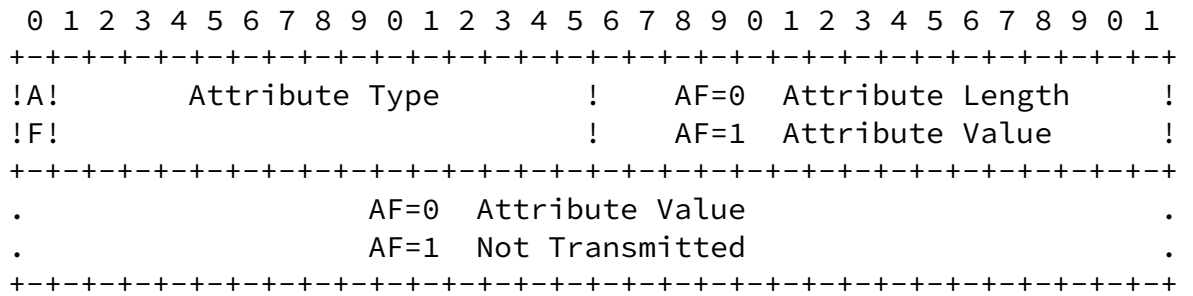 0 1 2 3 4 5 6 7 8 9 0 1 2 3 4 5 6 7 8 9 0 1 2 3 4 5 6 7 8 9 0 1
+-+-+-+-+-+-+-+-+-+-+-+-+-+-+-+-+-+-+-+-+-+-+-+-+-+-+-+-+-+-+-+-+
!A!       Attribute Type        !    AF=0  Attribute Length     !
!F!                             !    AF=1  Attribute Value      !
+-+-+-+-+-+-+-+-+-+-+-+-+-+-+-+-+-+-+-+-+-+-+-+-+-+-+-+-+-+-+-+-+
.                   AF=0  Attribute Value                       .
.                   AF=1  Not Transmitted                       .
+-+-+-+-+-+-+-+-+-+-+-+-+-+-+-+-+-+-+-+-+-+-+-+-+-+-+-+-+-+-+-+-+